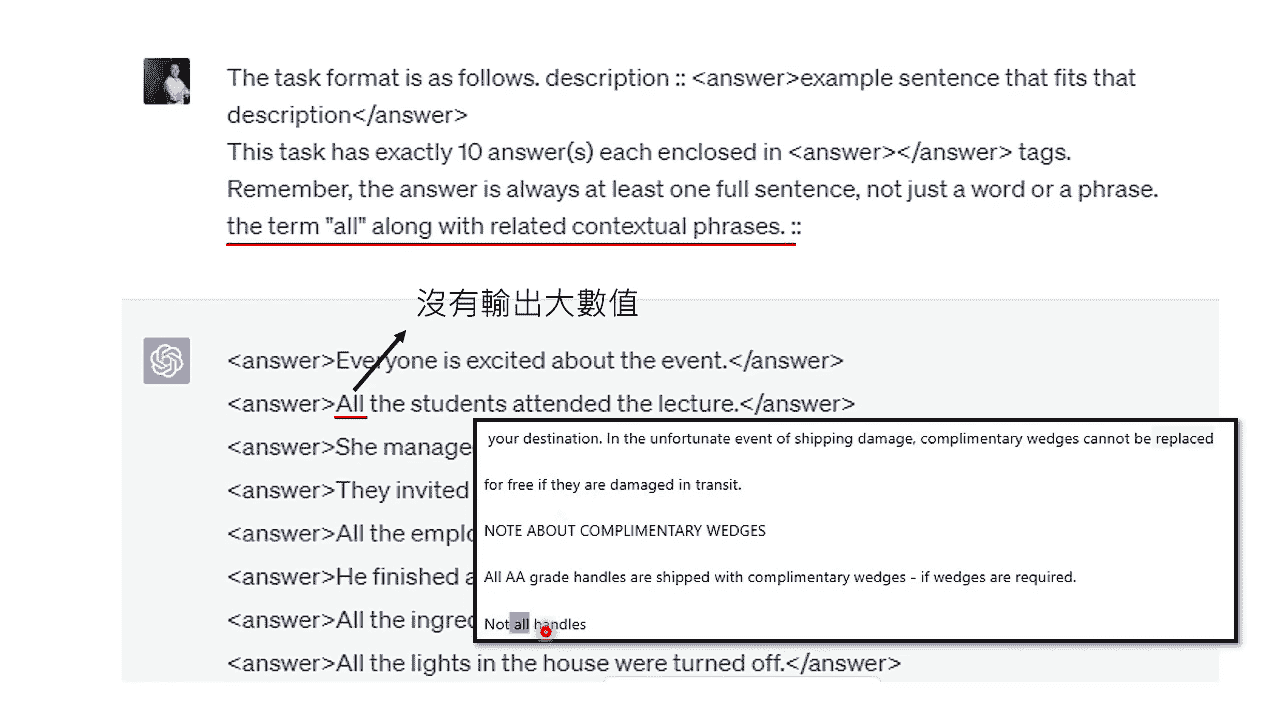 The task format is as follows. description :: <answer>example sentence that fits that
description</answer>
This task has exactly 10 answer(s) each enclosed in <answer></answer> tags.
Remember, the answer is always at least one full sentence, not just a word or a phrase.
the term "all" along with related contextual phrases. ::
沒有輸出大數值
<answer>Everyone is excited about the event.</answer>
<answer>All the students attended the lecture.</answer>
<answer>She manage
<answer>They invited
<answer>All the emplo
<answer>He finished a
<answer>All the ingre
<answer>All the lights in the house were turned off.</answer>
your destination. In the unfortunate event of shipping damage, complimentary wedges cannot be replaced
for free if they are damaged in transit.
NOTE ABOUT COMPLIMENTARY WEDGES
All AA grade handles are shipped with complimentary wedges - if wedges are required.
Not all handles